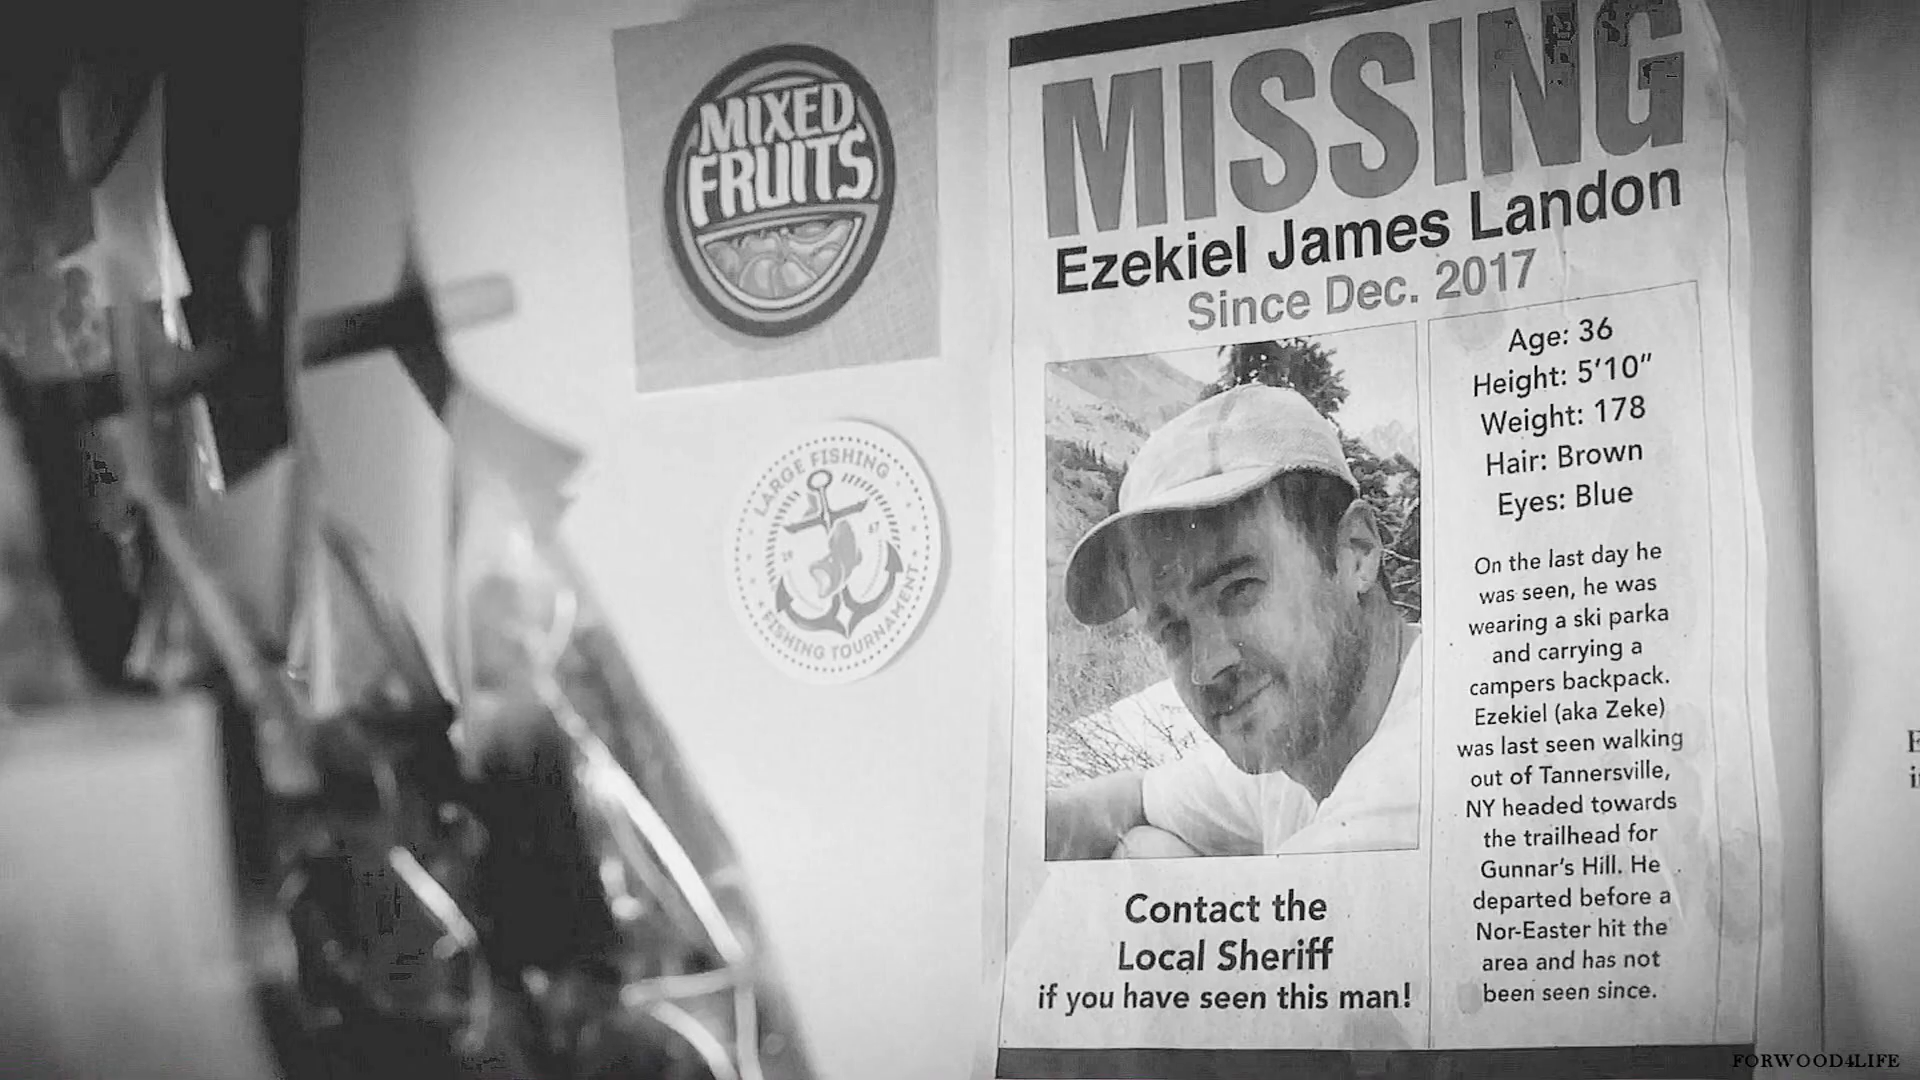 MIXED
FRUITS
LARGE FISHING
FISHING TOURNAMENT
MISSING
Ezekiel James Landon
Since Dec. 2017
Age: 36
Height: 5'10"
Weight: 178
Hair: Brown
Eyes: Blue
On the last day he
was seen, he was
wearing a ski parka
and carrying a
campers backpack.
Ezekiel (aka Zeke)
was last seen walking
out of Tannersville,
NY headed towards
the trailhead for
Gunnar's Hill. He
departed before a
Nor-Easter hit the
area and has not
been seen since.
Contact the
Local Sheriff
if you have seen this man!
FORWOOD4LIFE